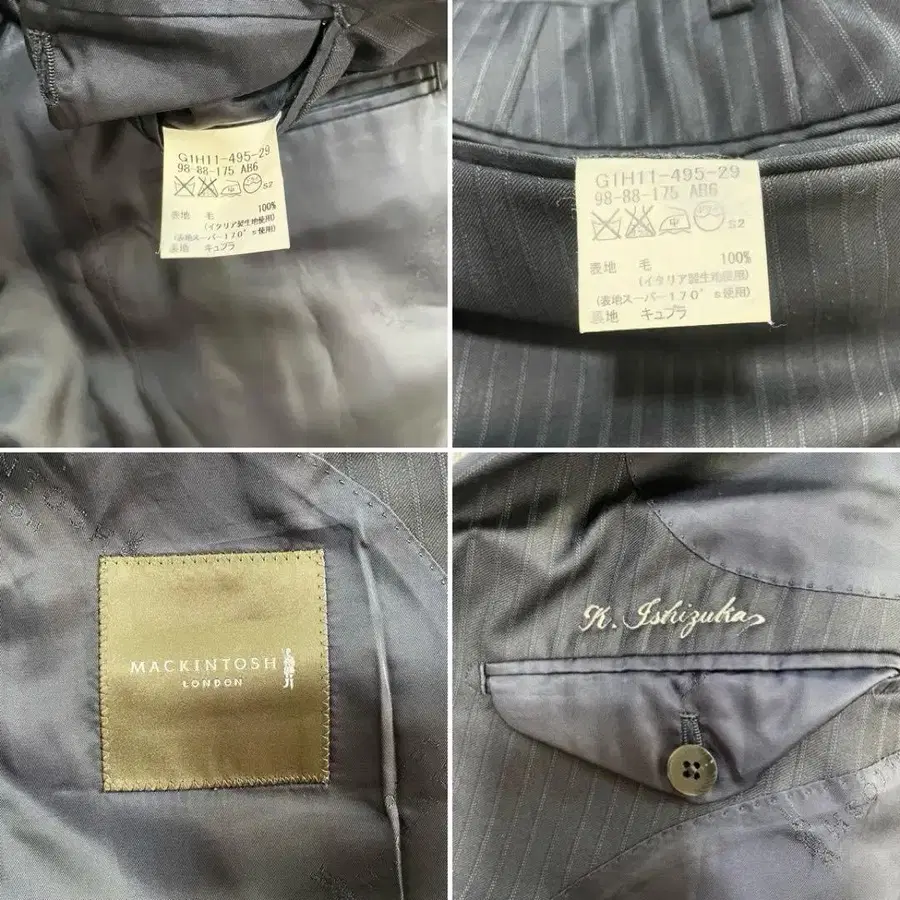 G1H11-495-29
98-88-175 AB6
S2
表地 毛 100%
(イタリア製生地使用)
(表地スーパー170's使用)
裏地 キュプラ
G1H11-495-29
98-88-175 AB6
S2
表地 毛 100%
(イタリア製生地使用)
(表地スーパー170's使用)
裏地 キュプラ
MACKINTOSH
LONDON
K. Ishizuka